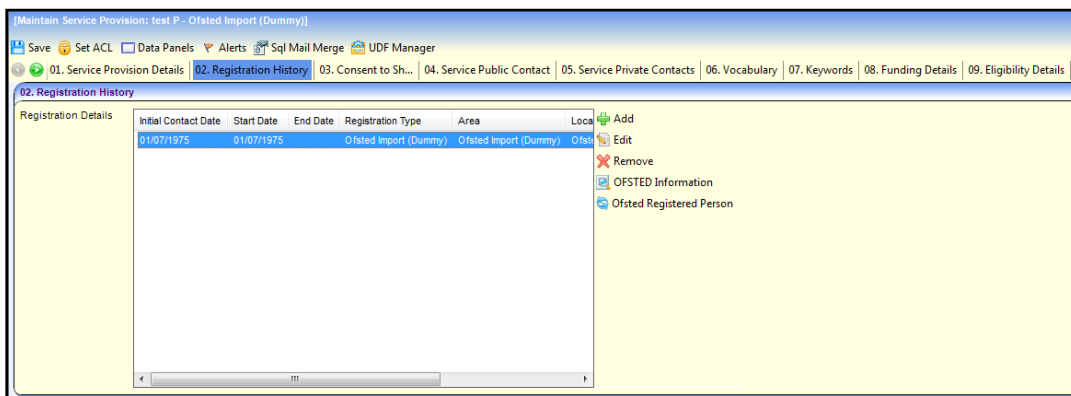 [Maintain Service Provision: test P - Ofsted Import (Dummy)]
Save Set ACL Data Panels Alerts Sql Mail Merge UDF Manager
01. Service Provision Details 02. Registration History 03. Consent to Sh... 04. Service Public Contact 05. Service Private Contacts 06. Vocabulary 07. Keywords 08. Funding Details 09. Eligibility Details
02. Registration History
Registration Details
Initial Contact Date Start Date End Date Registration Type Area Loca
01/07/1975 01/07/1975 Ofsted Import (Dummy) Ofsted Import (Dummy) Ofste
Add
Edit
Remove
OFSTED Information
Ofsted Registered Person